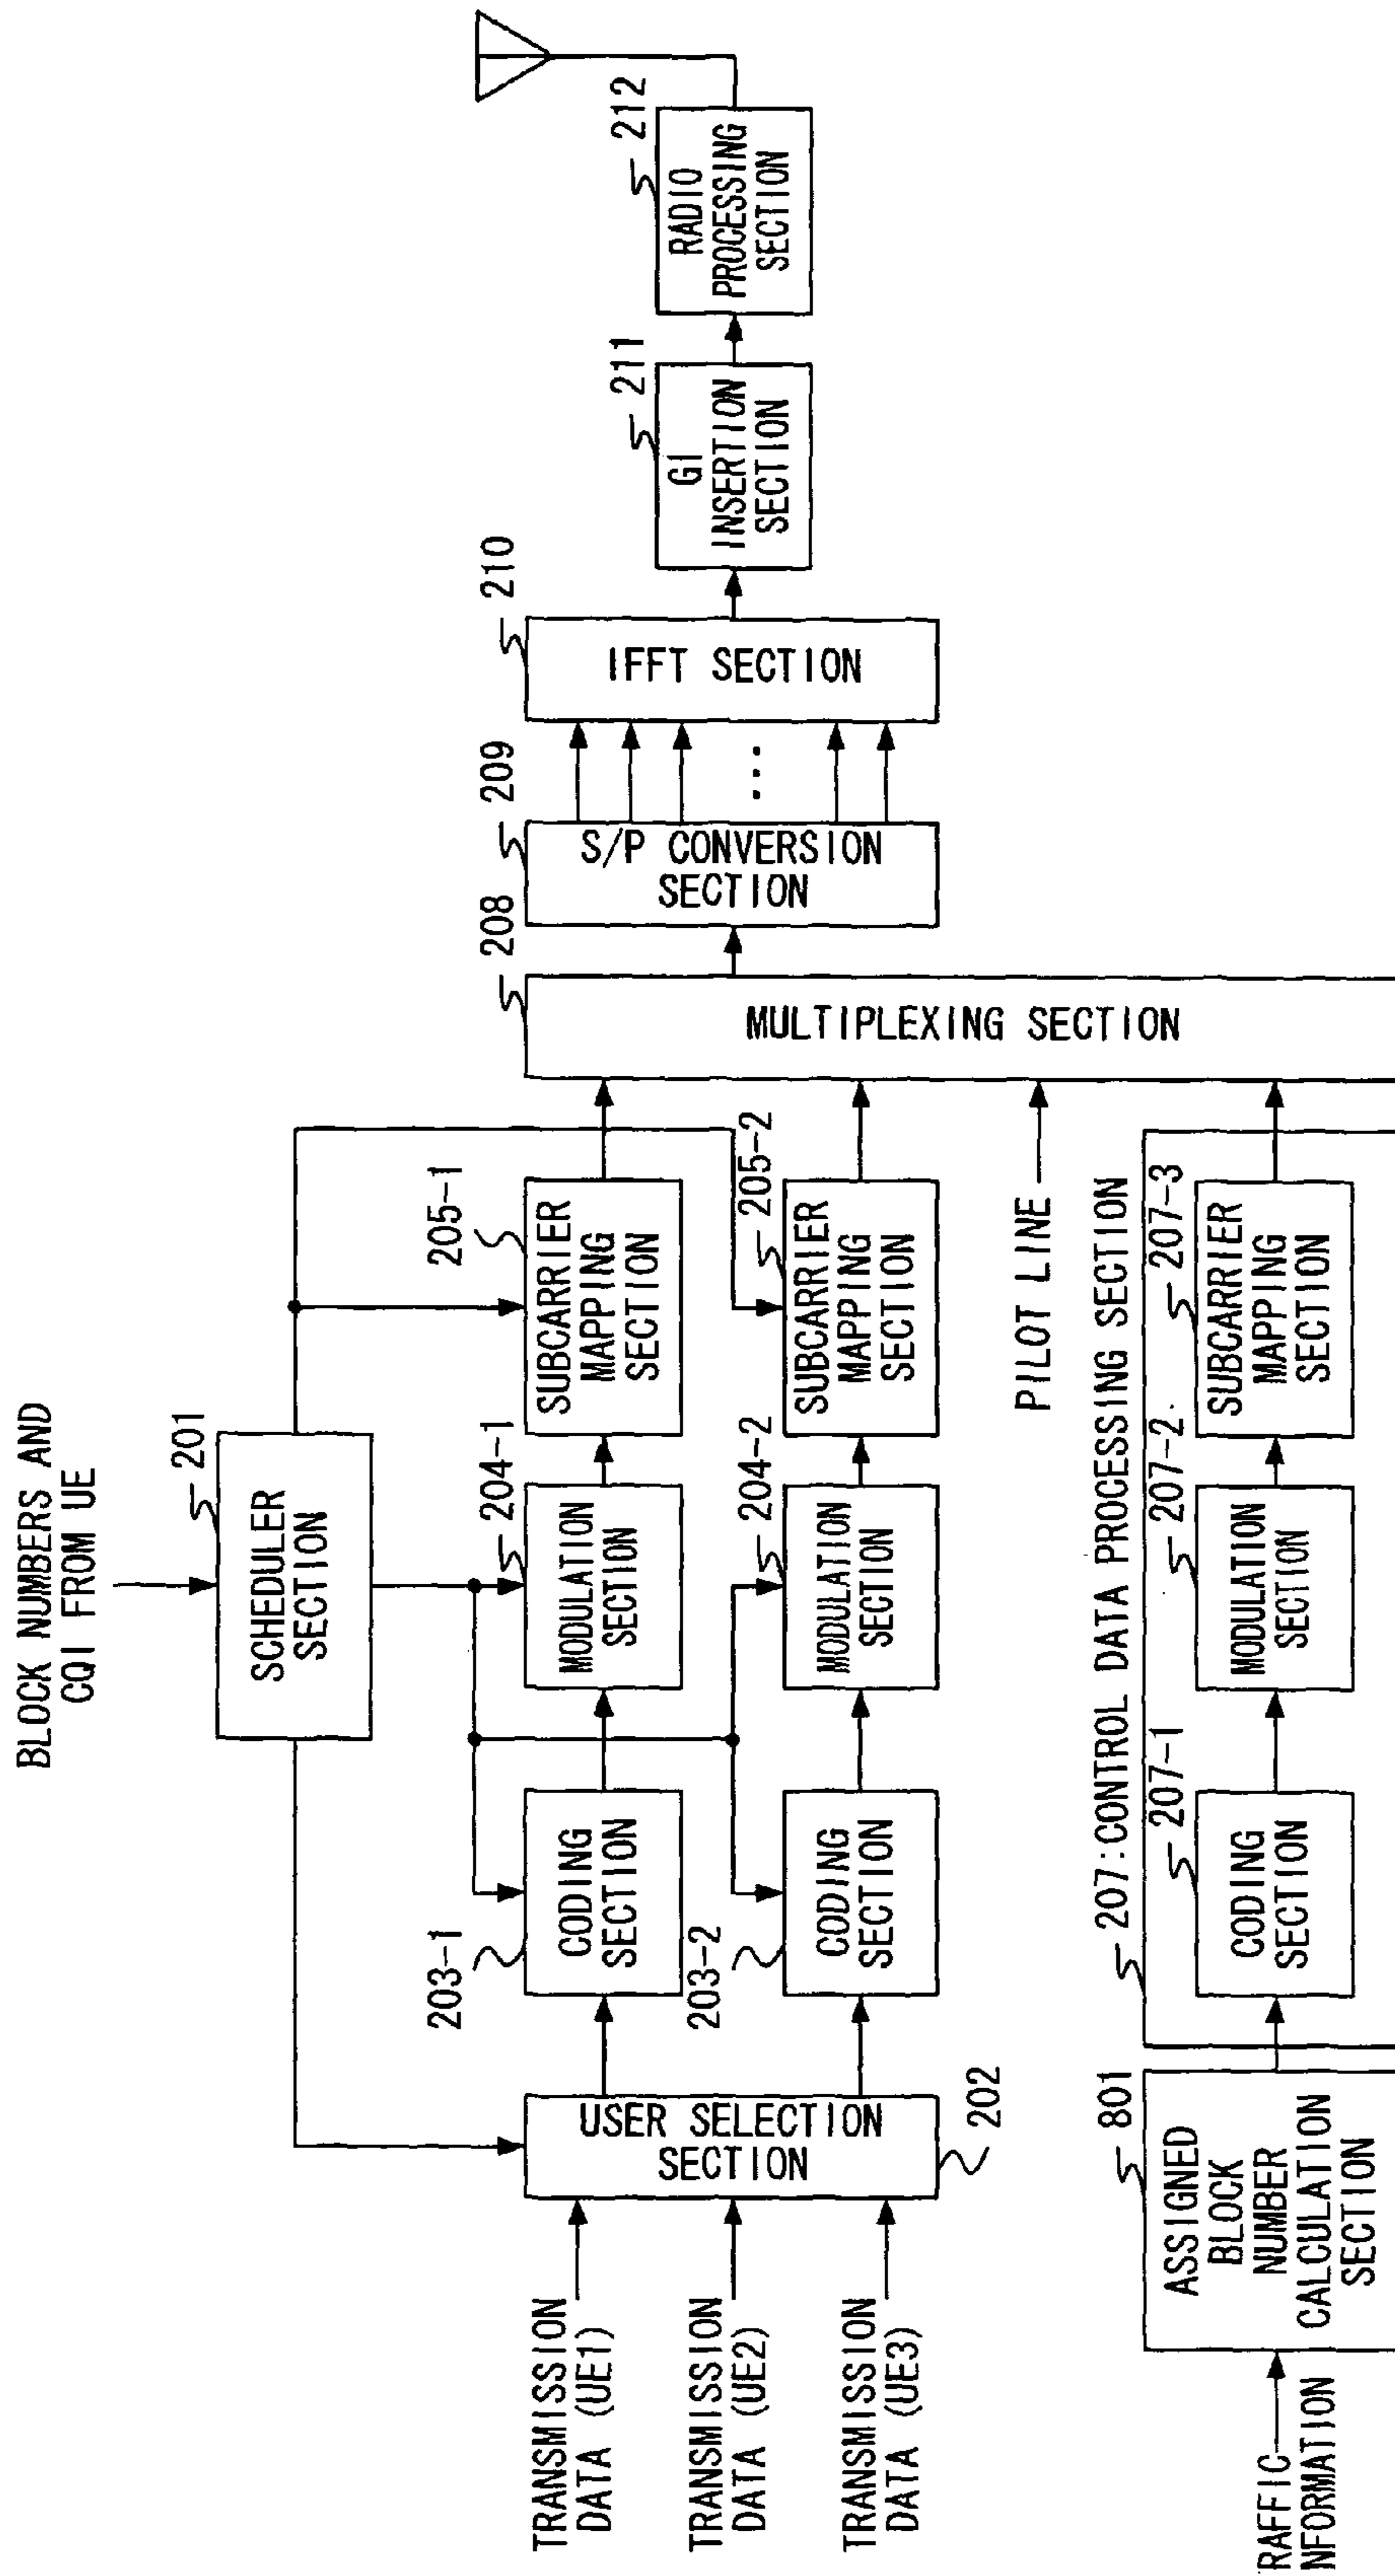 BLOCK NUMBERS AND
CQI FROM UE
201
SCHEDULER
SECTION
TRANSMISSION
DATA (UE1)
TRANSMISSION
DATA (UE2)
TRANSMISSION
DATA (UE3)
USER SELECTION
SECTION
202
203-1
CODING
SECTION
204-1
MODULATION
SECTION
205-1
SUBCARRIER
MAPPING
SECTION
203-2
CODING
SECTION
204-2
MODULATION
SECTION
205-2
SUBCARRIER
MAPPING
SECTION
PILOT LINE
208
MULTIPLEXING SECTION
209
S/P CONVERSION
SECTION
...
210
IFFT SECTION
211
GI
INSERTION
SECTION
212
RADIO
PROCESSING
SECTION
RAFFIC
NFORMATION
801
ASSIGNED
BLOCK
NUMBER
CALCULATION
SECTION
207:CONTROL DATA PROCESSING SECTION
207-1
CODING
SECTION
207-2
MODULATION
SECTION
207-3
SUBCARRIER
MAPPING
SECTION